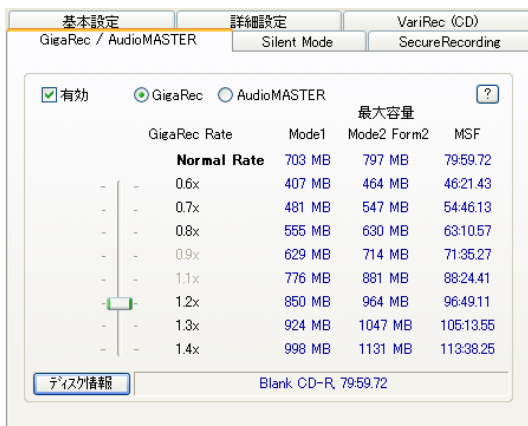 基本設定 詳細設定 VariRec (CD)
GigaRec / AudioMASTER Silent Mode SecureRecording
有効 GigaRec AudioMASTER ?
最大容量
GigaRec Rate Mode1 Mode2 Form2 MSF
Normal Rate 703 MB 797 MB 79:59.72
0.6x 407 MB 464 MB 46:21.43
0.7x 481 MB 547 MB 54:46.13
0.8x 555 MB 630 MB 63:10.57
0.9x 629 MB 714 MB 71:35.27
1.1x 776 MB 881 MB 88:24.41
1.2x 850 MB 964 MB 96:49.11
1.3x 924 MB 1047 MB 105:13.55
1.4x 998 MB 1131 MB 113:38.25
ディスク情報 Blank CD-R, 79:59.72